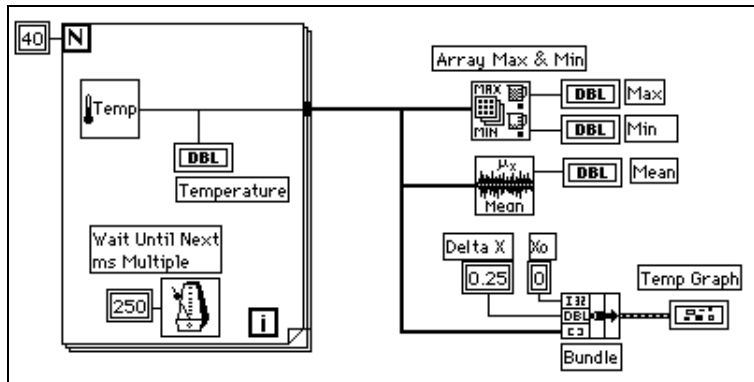 40
N
Temp
DBL
Temperature
Wait Until Next
ms Multiple
250
i
Array Max & Min
MAX
MIN
DBL
Max
DBL
Min
μx
Mean
DBL
Mean
Delta X
Xo
0.25
0
I32
DBL
Bundle
Temp Graph